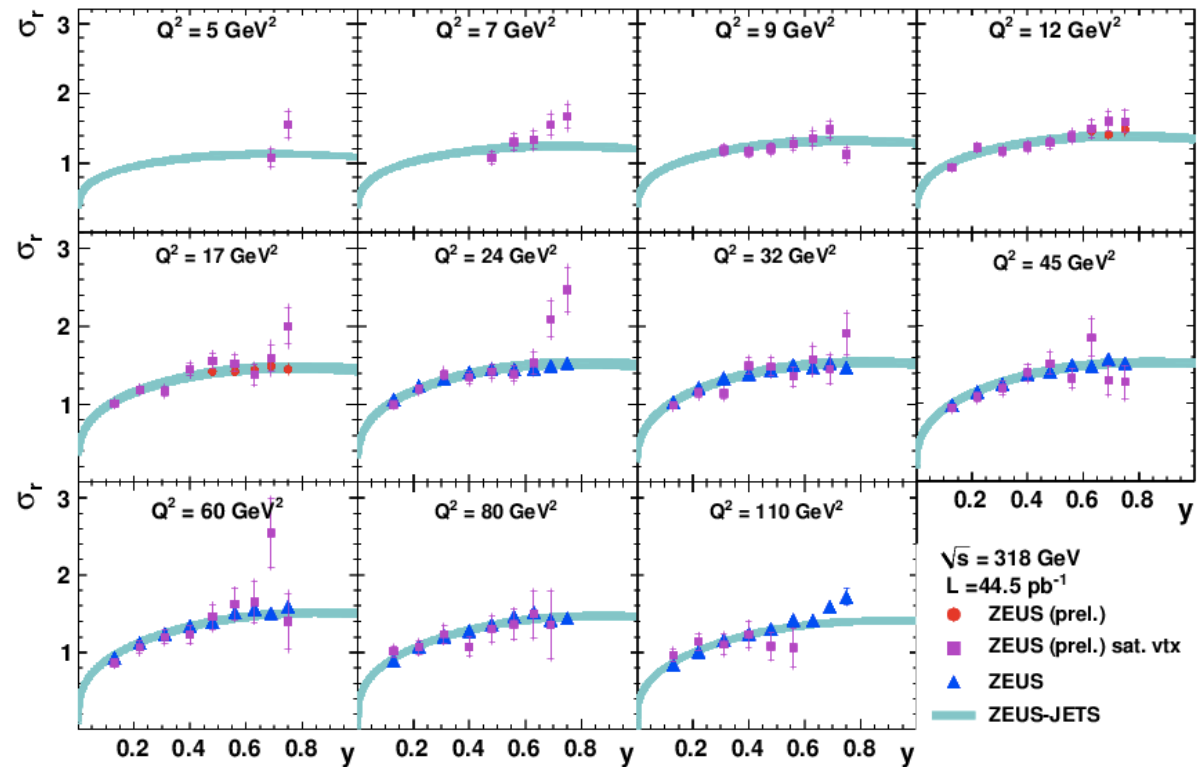 σr
3
2
1
Q² = 5 GeV²
Q² = 7 GeV²
Q² = 9 GeV²
Q² = 12 GeV²
σr
3
2
1
Q² = 17 GeV²
Q² = 24 GeV²
Q² = 32 GeV²
Q² = 45 GeV²
0.2 0.4 0.6 0.8 y
σr
3
2
1
Q² = 60 GeV²
Q² = 80 GeV²
Q² = 110 GeV²
0.2 0.4 0.6 0.8 y
0.2 0.4 0.6 0.8 y
0.2 0.4 0.6 0.8 y
√s = 318 GeV
L =44.5 pb⁻¹
ZEUS (prel.)
ZEUS (prel.) sat. vtx
ZEUS
ZEUS-JETS